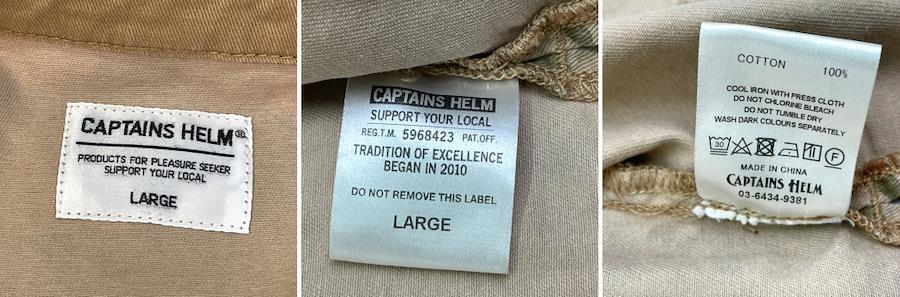 CAPTAINS HELM®
PRODUCTS FOR PLEASURE SEEKER
SUPPORT YOUR LOCAL
LARGE
CAPTAINS HELM
SUPPORT YOUR LOCAL
REG.T.M. 5968423 PAT.OFF.
TRADITION OF EXCELLENCE
BEGAN IN 2010
DO NOT REMOVE THIS LABEL
LARGE
COTTON 100%
COOL IRON WITH PRESS CLOTH
DO NOT CHLORINE BLEACH
DO NOT TUMBLE DRY
WASH DARK COLOURS SEPARATELY
30 F
MADE IN CHINA
CAPTAINS HELM
03-6434-9381